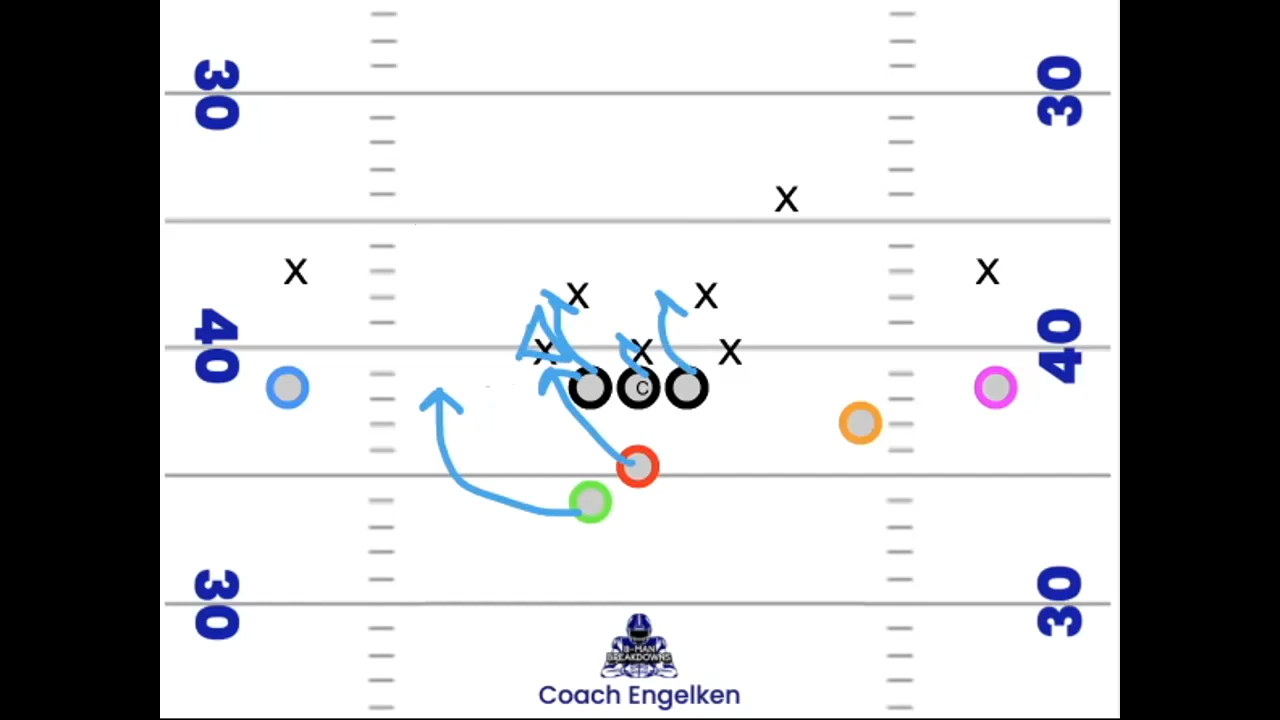 30 30
X
X X
X X
40 40
X X X
C
30 30
8-MAN
BREAKDOWNS
Coach Engelken